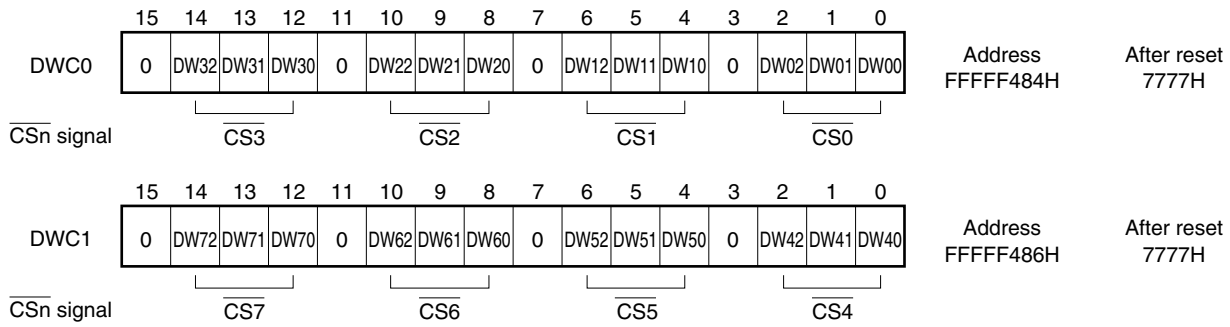 15 14 13 12 11 10 9 8 7 6 5 4 3 2 1 0
DWC0 0 DW32 DW31 DW30 0 DW22 DW21 DW20 0 DW12 DW11 DW10 0 DW02 DW01 DW00 Address FFFFF484H After reset 7777H
CSn signal CS3 CS2 CS1 CS0
15 14 13 12 11 10 9 8 7 6 5 4 3 2 1 0
DWC1 0 DW72 DW71 DW70 0 DW62 DW61 DW60 0 DW52 DW51 DW50 0 DW42 DW41 DW40 Address FFFFF486H After reset 7777H
CSn signal CS7 CS6 CS5 CS4